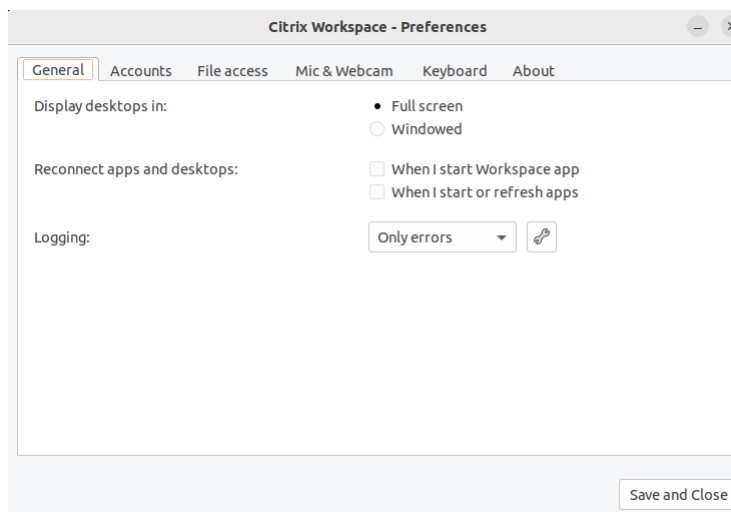 Citrix Workspace - Preferences
General Accounts File access Mic & Webcam Keyboard About
Display desktops in: Full screen
Windowed
Reconnect apps and desktops: When I start Workspace app
When I start or refresh apps
Logging: Only errors
Save and Close